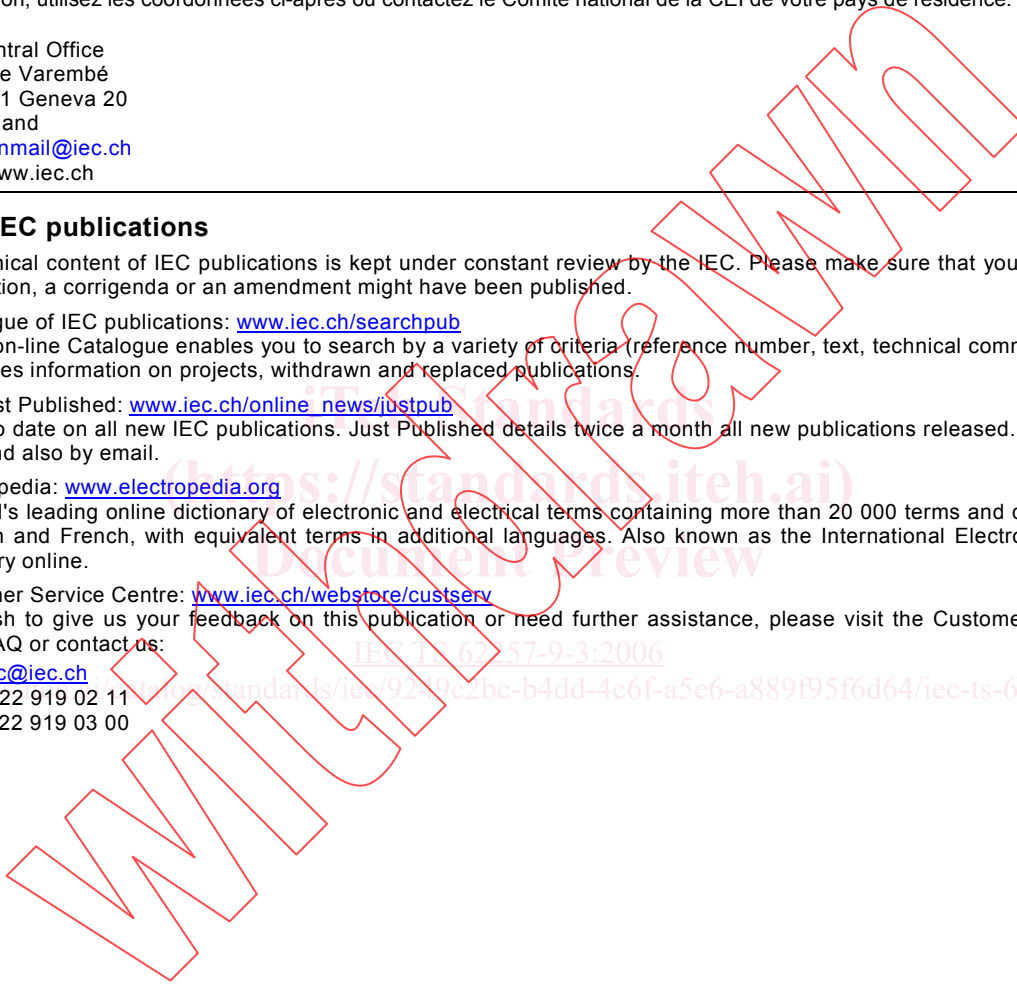 on, utilisez les coordonnées ci-après ou contactez le Comité national de la CEI de votre pays de résidence.
ntral Office
e Varembé
1 Geneva 20
and
nmail@iec.ch
ww.iec.ch
EC publications
nical content of IEC publications is kept under constant review by the IEC. Please make sure that you
tion, a corrigenda or an amendment might have been published.
gue of IEC publications: www.iec.ch/searchpub
on-line Catalogue enables you to search by a variety of criteria (reference number, text, technical comm
es information on projects, withdrawn and replaced publications.
iTeh Standards
st Published: www.iec.ch/online_news/justpub
o date on all new IEC publications. Just Published details twice a month all new publications released.
nd also by email.
(https://standards.iteh.ai)
pedia: www.electropedia.org
l's leading online dictionary of electronic and electrical terms containing more than 20 000 terms and d
n and French, with equivalent terms in additional languages. Also known as the International Electro
ry online.
Document Preview
ner Service Centre: www.iec.ch/webstore/custserv
sh to give us your feedback on this publication or need further assistance, please visit the Custome
AQ or contact us:
IEC TS 62257-9-3:2006
c@iec.ch
22 919 02 11
/catalog/standards/iec/9249c2bc-b4dd-4c6f-a5e6-a889f95f6d64/iec-ts-6
22 919 03 00
withdrawn